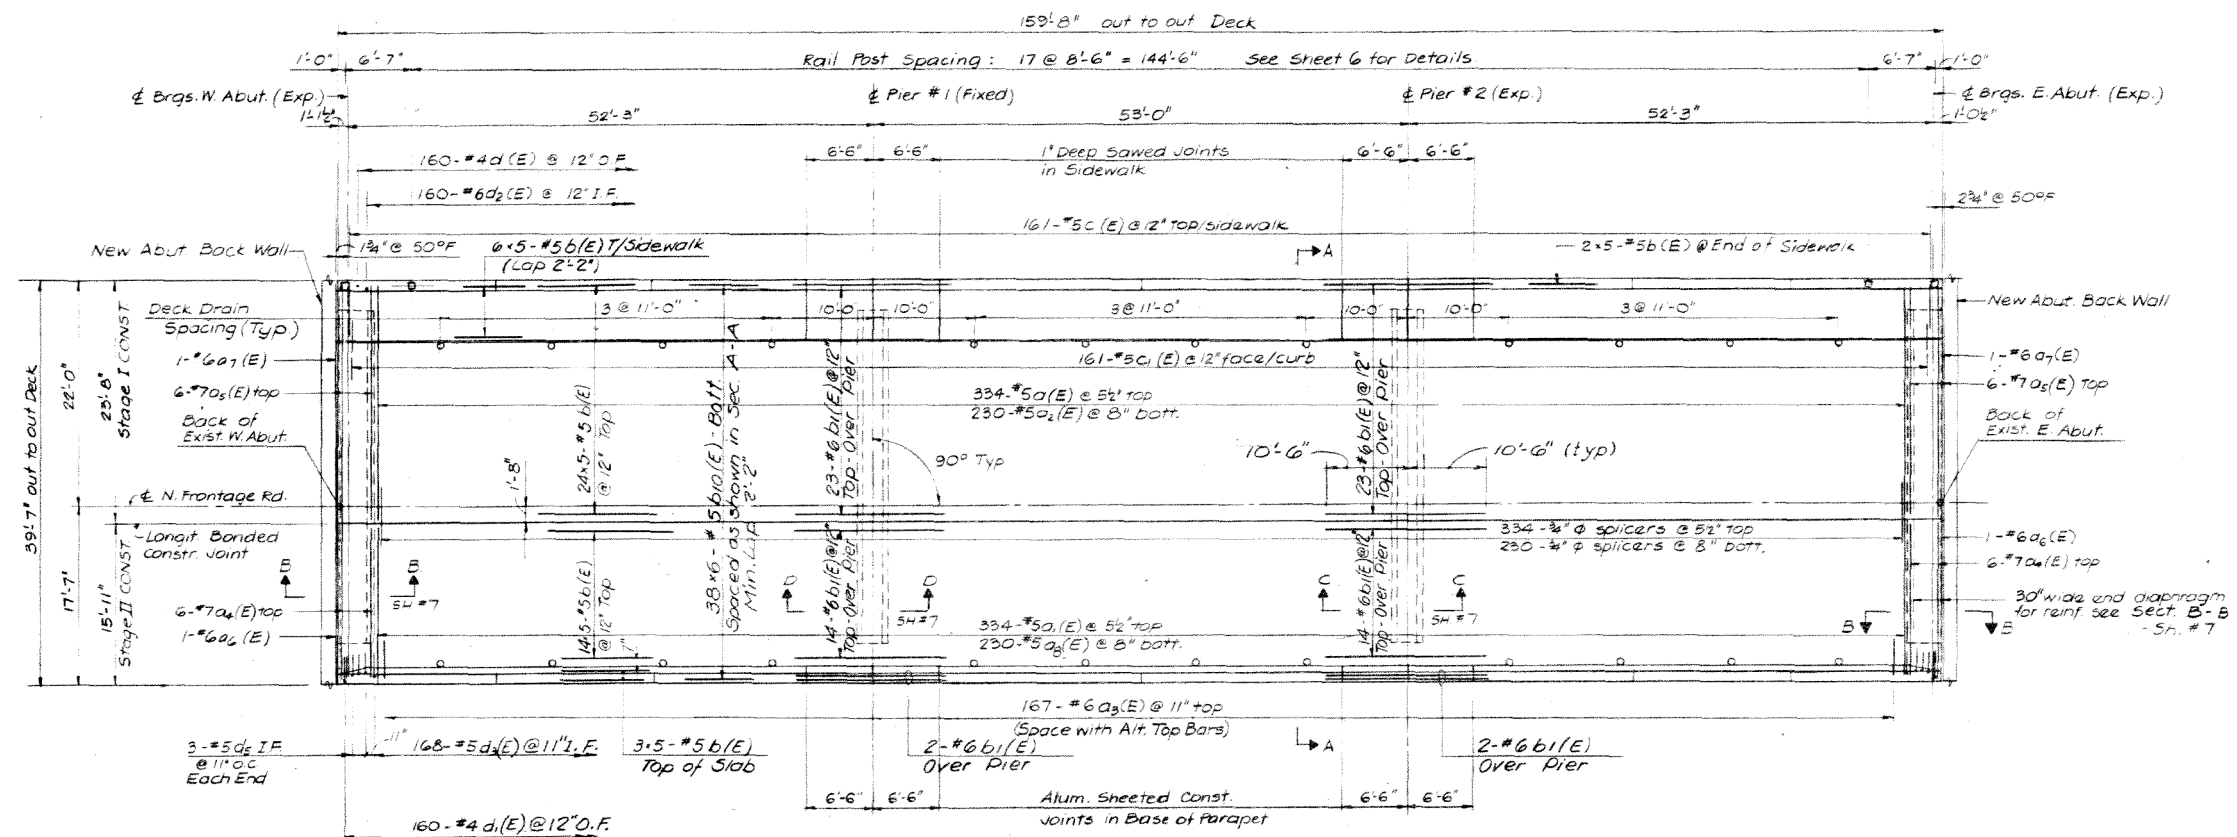 159'-8" out to out Deck
1'-0" 6'-7" Rail Post Spacing : 17 @ 8'-6" = 144'-6" See Sheet 6 for Details 6'-7" 1'-0"
℄ Brgs. W. Abut. (Exp.) ℄ Pier #1 (Fixed) ℄ Pier #2 (Exp.) ℄ Brgs. E. Abut. (Exp.)
1'-1½" 52'-3" 53'-0" 52'-3" 1'-0½"
160-#4d(E) @ 12" O.F. 6'-6" 6'-6" 1" Deep Sawed Joints 6'-6" 6'-6"
in Sidewalk
160-#6d₂(E) @ 12" I.F. 2¾" @ 50°F
161-#5c(E) @ 12" top/sidewalk
New Abut. Back Wall 1¾" @ 50°F 6×5-#5b(E) T/Sidewalk A 2×5-#5b(E) @ End of Sidewalk
(Lap 2'-2")
Deck Drain
Spacing (Typ.)
3 @ 11'-0" 10'-0" 10'-0" 3 @ 11'-0" 10'-0" 10'-0" 3 @ 11'-0"
New Abut. Back Wall
1-#6a₇(E) 161-#5c₁(E) @ 12" face/curb 1-#6a₇(E)
6-#7a₅(E) top 334-#5a(E) @ 5½" top 6-#7a₅(E) Top
230-#5a₂(E) @ 8" bott.
Back of
Exist. W. Abut.
Back of
Exist. E. Abut.
39'-7" out to out Deck
22'-0"
23'-8"
Stage I CONST.
24×5-#5b(E)
@ 12" Top
1'-8"
38×6-#5b10(E)-Bott.
Spaced as shown in Sec. A-A
Min. Lap 2'-2"
23-#6b1(E)@12"
Top-Over Pier
90° Typ
10'-6" 10'-6" (typ)
23-#6b1(E)@12"
Top-Over Pier
℄ N. Frontage Rd.
Longit. Bonded
constr. joint
334-¾" ϕ splicers @ 5½" top
230-¾" ϕ splicers @ 8" bott.
1-#6a₆(E)
6-#7a₄(E) top
17'-7"
15'-11"
Stage II CONST.
B B D D C C
SH #7 SH #7 SH #7
14-5-#5b(E)
@ 12" Top
7"
14-#6b1(E)@12"
Top-Over Pier
14-#6b1(E)@12"
Top-Over Pier
6-#7a₄(E) top
1-#6a₆(E)
334-#5a₁(E) @ 5½" top
230-#5a₈(E) @ 8" bott.
B B
30" wide end diaphragm
for reinf. see Sect. B-B
- Sh. #7
167-#6a₃(E) @ 11" top
(Space with Alt. Top Bars)
A
3-#5d₅ I.F.
@ 11" O.C.
Each End
11"
168-#5d₃(E)@11" I.F.
3×5-#5b(E)
Top of Slab
2-#6b1(E)
Over Pier
2-#6b1(E)
Over Pier
6'-6" 6'-6" Alum. Sheeted Const. 6'-6" 6'-6"
Joints in Base of Parapet
160-#4d₁(E)@12"O.F.